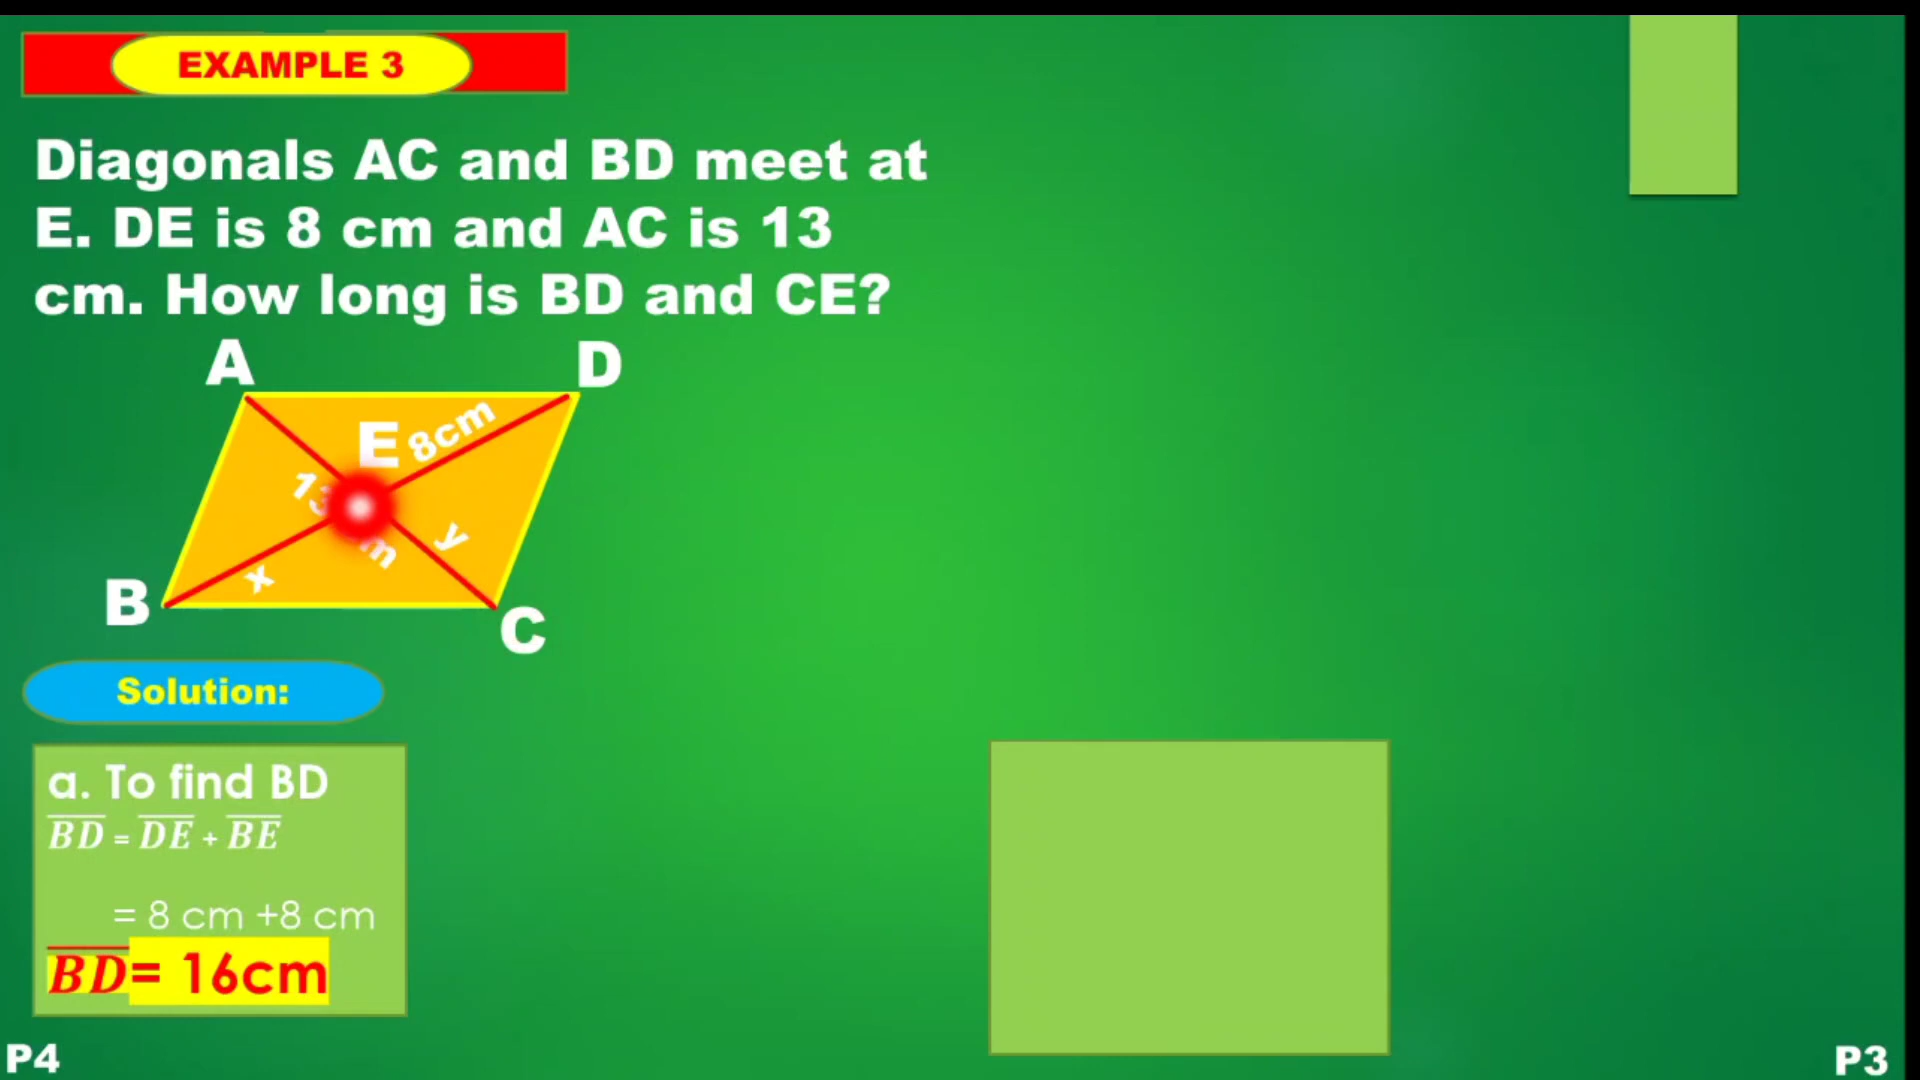 EXAMPLE 3
Diagonals AC and BD meet at
E. DE is 8 cm and AC is 13
cm. How long is BD and CE?
A
D
E
8cm
y
x
B
C
Solution:
a. To find BD
BD = DE + BE
= 8 cm +8 cm
BD= 16cm
P4
P3